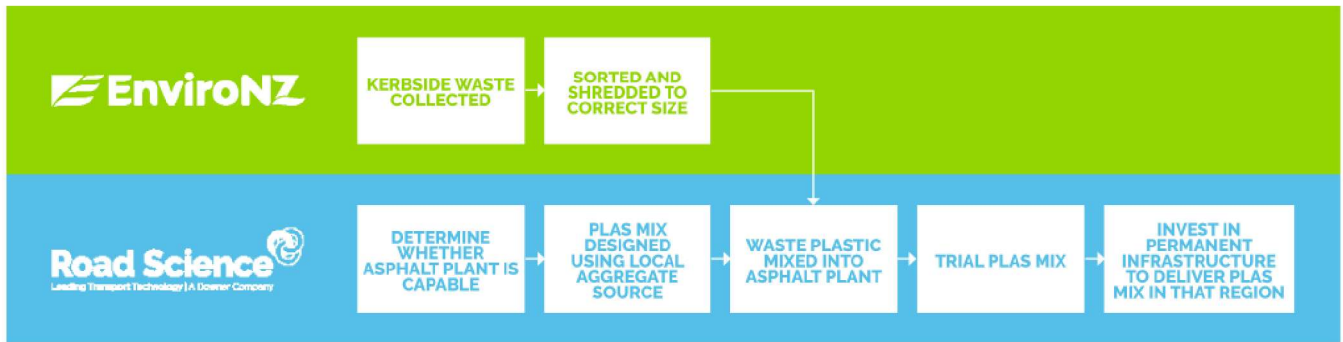 EnviroNZ
KERBSIDE WASTE
COLLECTED
SORTED AND
SHREDDED TO
CORRECT SIZE
Road Science
Leading Transport Technology | A Downer Company
DETERMINE
WHETHER
ASPHALT PLANT IS
CAPABLE
PLAS MIX
DESIGNED
USING LOCAL
AGGREGATE
SOURCE
WASTE PLASTIC
MIXED INTO
ASPHALT PLANT
TRIAL PLAS MIX
INVEST IN
PERMANENT
INFRASTRUCTURE
TO DELIVER PLAS
MIX IN THAT REGION